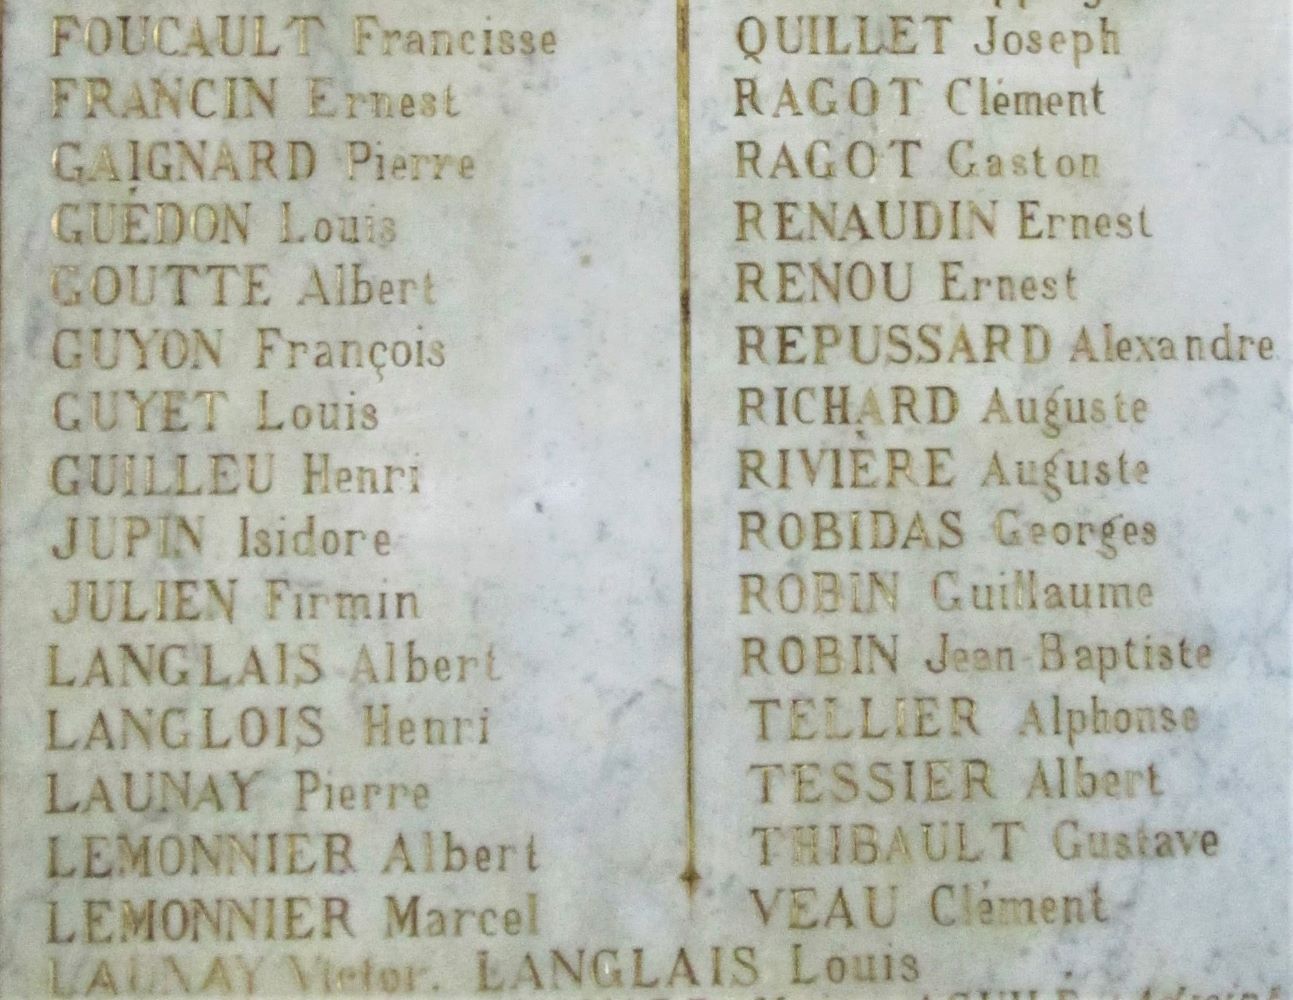 FOUCAULT Francisse
FRANCIN Ernest
GAIGNARD Pierre
GUÉDON Louis
GOUTTE Albert
GUYON François
GUYET Louis
GUILLEU Henri
JUPIN Isidore
JULIEN Firmin
LANGLAIS Albert
LANGLOIS Henri
LAUNAY Pierre
LEMONNIER Albert
LEMONNIER Marcel
QUILLET Joseph
RAGOT Clément
RAGOT Gaston
RENAUDIN Ernest
RENOU Ernest
REPUSSARD Alexandre
RICHARD Auguste
RIVIÈRE Auguste
ROBIDAS Georges
ROBIN Guillaume
ROBIN Jean-Baptiste
TELLIER Alphonse
TESSIER Albert
THIBAULT Gustave
VEAU Clément
LAUNAY Victor. LANGLAIS Louis